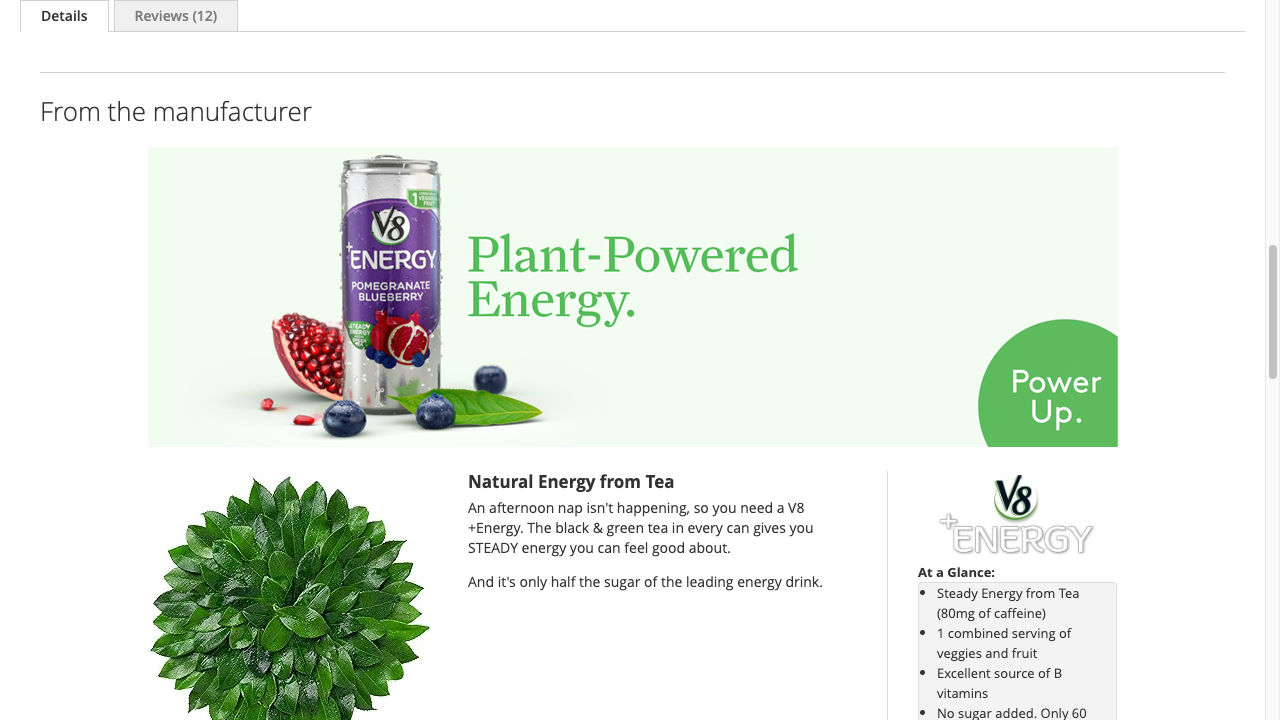 Details
Reviews (12)
From the manufacturer
V8
+ENERGY
POMEGRANATE
BLUEBERRY
STEADY
ENERGY
Plant-Powered
Energy.
Power
Up.
Natural Energy from Tea
An afternoon nap isn't happening, so you need a V8
+Energy. The black & green tea in every can gives you
STEADY energy you can feel good about.
And it's only half the sugar of the leading energy drink.
V8
+ENERGY
At a Glance:
• Steady Energy from Tea
(80mg of caffeine)
• 1 combined serving of
veggies and fruit
• Excellent source of B
vitamins
• No sugar added. Only 60